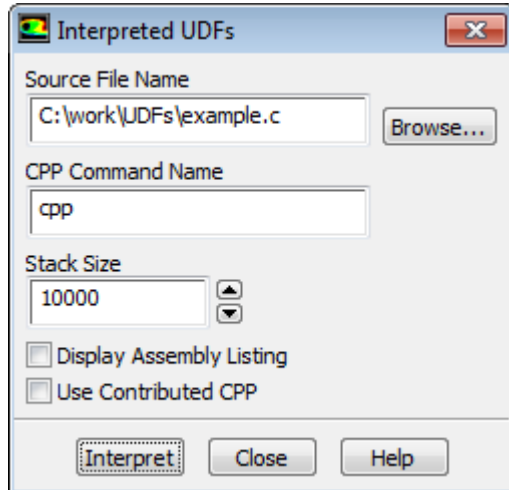 Interpreted UDFs
Source File Name
C:\work\UDFs\example.c
Browse...
CPP Command Name
cpp
Stack Size
10000
Display Assembly Listing
Use Contributed CPP
Interpret Close Help